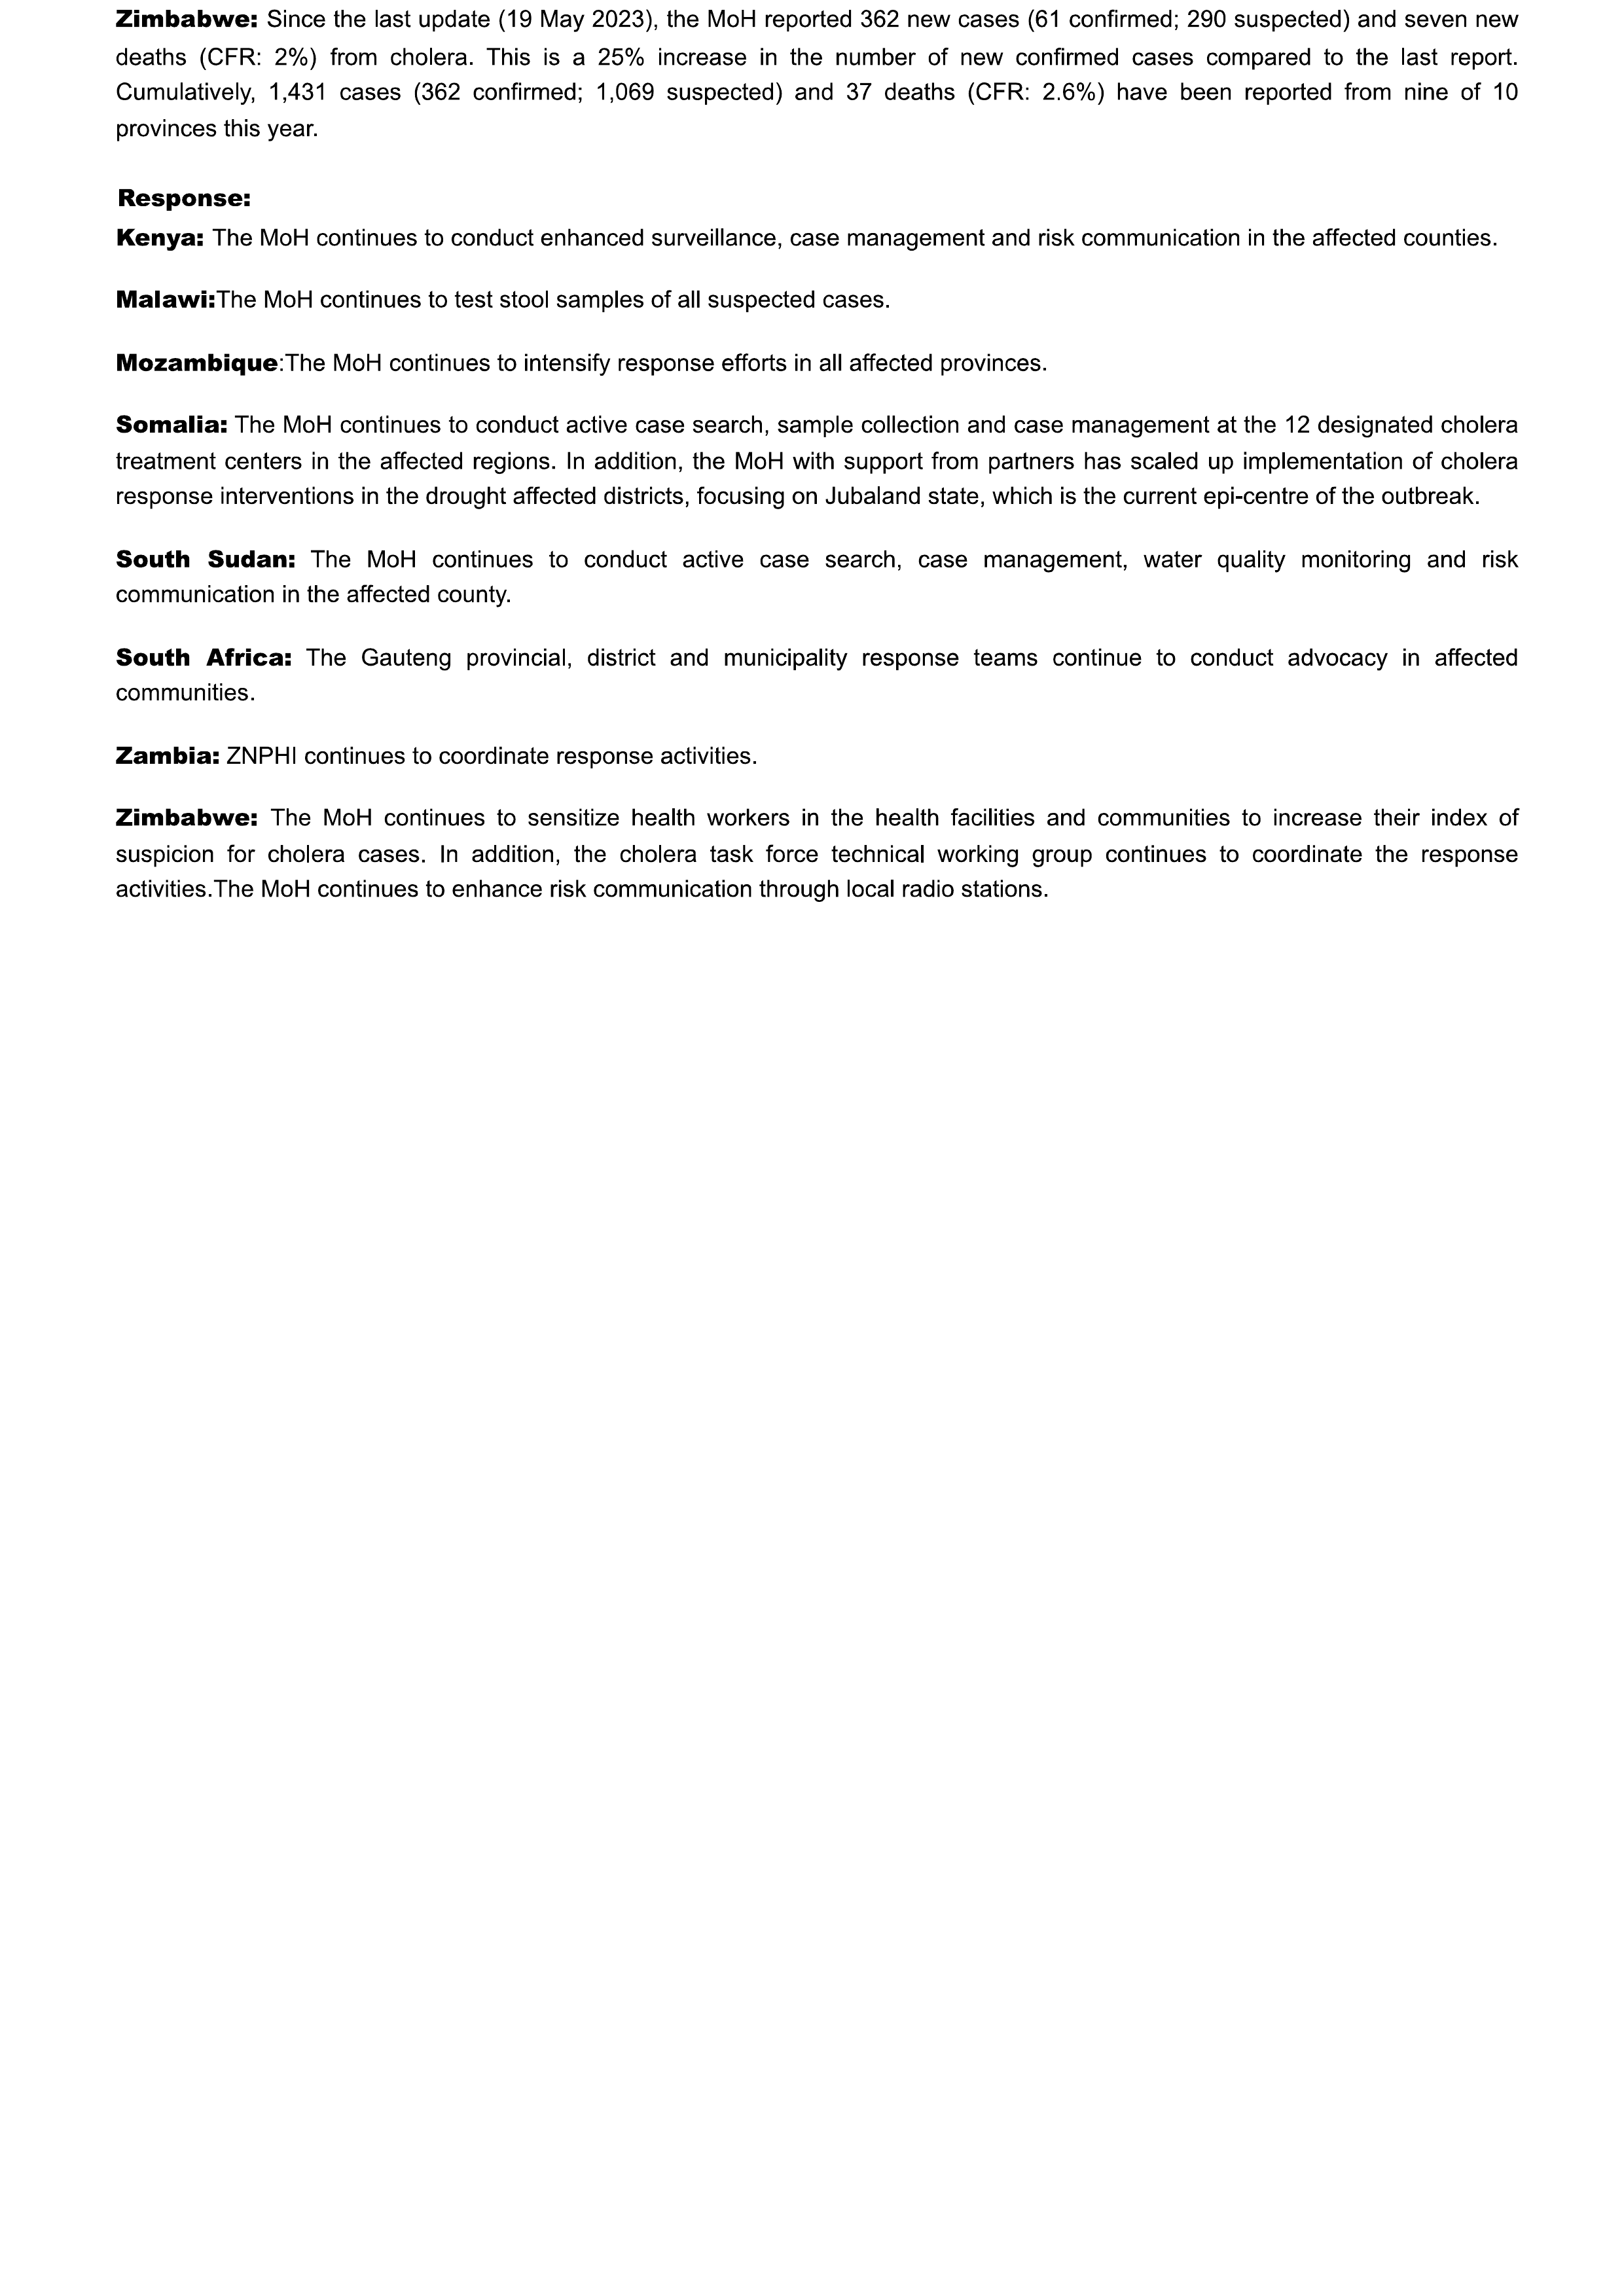 Zimbabwe: Since the last update (19 May 2023), the MoH reported 362 new cases (61 confirmed; 290 suspected) and seven new
deaths (CFR: 2%) from cholera. This is a 25% increase in the number of new confirmed cases compared to the last report.
Cumulatively, 1,431 cases (362 confirmed; 1,069 suspected) and 37 deaths (CFR: 2.6%) have been reported from nine of 10
provinces this year.
Response:
Kenya: The MoH continues to conduct enhanced surveillance, case management and risk communication in the affected counties.
Malawi:The MoH continues to test stool samples of all suspected cases.
Mozambique:The MoH continues to intensify response efforts in all affected provinces.
Somalia: The MoH continues to conduct active case search, sample collection and case management at the 12 designated cholera
treatment centers in the affected regions. In addition, the MoH with support from partners has scaled up implementation of cholera
response interventions in the drought affected districts, focusing on Jubaland state, which is the current epi-centre of the outbreak.
South Sudan: The MoH continues to conduct active case search, case management, water quality monitoring and risk
communication in the affected county.
South Africa: The Gauteng provincial, district and municipality response teams continue to conduct advocacy in affected
communities.
Zambia: ZNPHI continues to coordinate response activities.
Zimbabwe: The MoH continues to sensitize health workers in the health facilities and communities to increase their index of
suspicion for cholera cases. In addition, the cholera task force technical working group continues to coordinate the response
activities.The MoH continues to enhance risk communication through local radio stations.